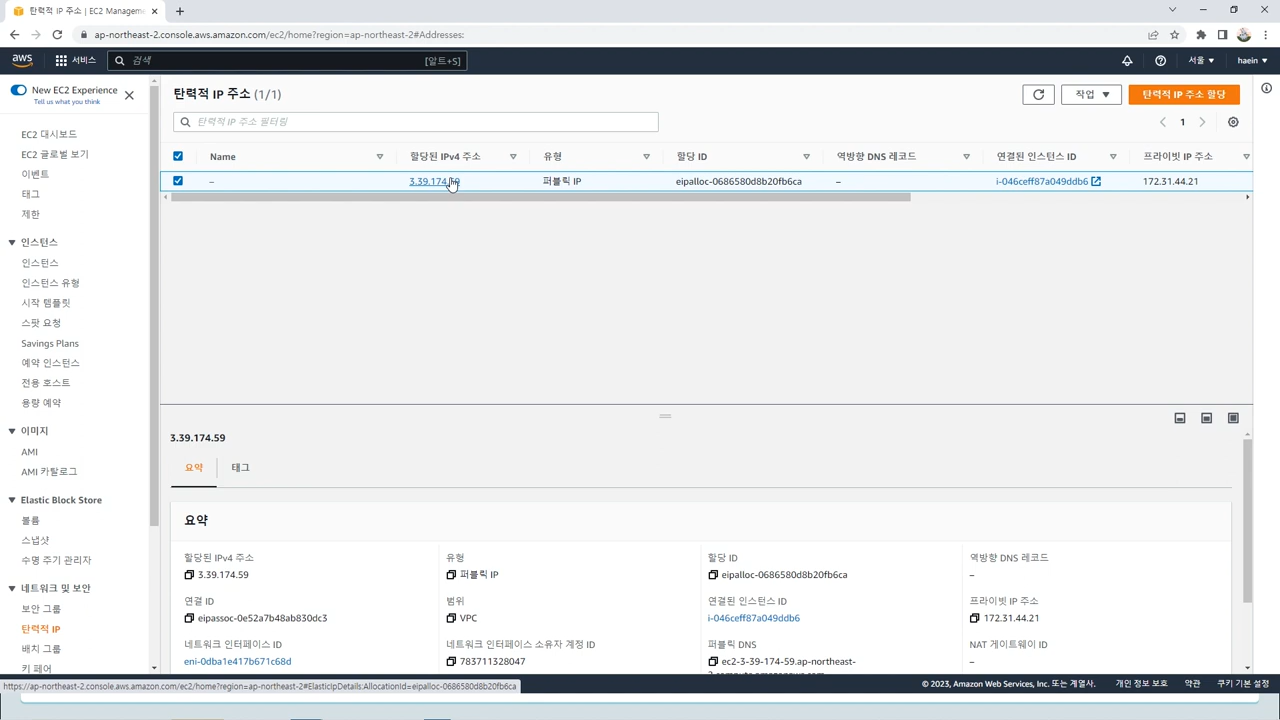 탄력적 IP 주소 | EC2 Managem
ap-northeast-2.console.aws.amazon.com/ec2/home?region=ap-northeast-2#Addresses:
aws
서비스
검색
[알트+S]
서울 ▼
haein ▼
New EC2 Experience
Tell us what you think
EC2 대시보드
EC2 글로벌 보기
이벤트
태그
제한
인스턴스
인스턴스
인스턴스 유형
시작 템플릿
스팟 요청
Savings Plans
예약 인스턴스
전용 호스트
용량 예약
이미지
AMI
AMI 카탈로그
Elastic Block Store
볼륨
스냅샷
수명 주기 관리자
네트워크 및 보안
보안 그룹
탄력적 IP
배치 그룹
키 페어
탄력적 IP 주소 (1/1)
작업 ▼
탄력적 IP 주소 할당
탄력적 IP 주소 필터링
1
Name
할당된 IPv4 주소
유형
할당 ID
역방향 DNS 레코드
연결된 인스턴스 ID
프라이빗 IP 주소
–
3.39.174.59
퍼블릭 IP
eipalloc-0686580d8b20fb6ca
–
i-046ceff87a049ddb6
172.31.44.21
3.39.174.59
요약
태그
요약
할당된 IPv4 주소
유형
할당 ID
역방향 DNS 레코드
3.39.174.59
퍼블릭 IP
eipalloc-0686580d8b20fb6ca
–
연결 ID
범위
연결된 인스턴스 ID
프라이빗 IP 주소
eipassoc-0e52a7b48ab830dc3
VPC
i-046ceff87a049ddb6
172.31.44.21
네트워크 인터페이스 ID
네트워크 인터페이스 소유자 계정 ID
퍼블릭 DNS
NAT 게이트웨이 ID
eni-0dba1e417b671c68d
783711328047
ec2-3-39-174-59.ap-northeast-
–
https://ap-northeast-2.console.aws.amazon.com/ec2/home?region=ap-northeast-2#ElasticIpDetails:AllocationId=eipalloc-0686580d8b20fb6ca
© 2023, Amazon Web Services, Inc. 또는 계열사.
개인 정보 보호
약관
쿠키 기본 설정